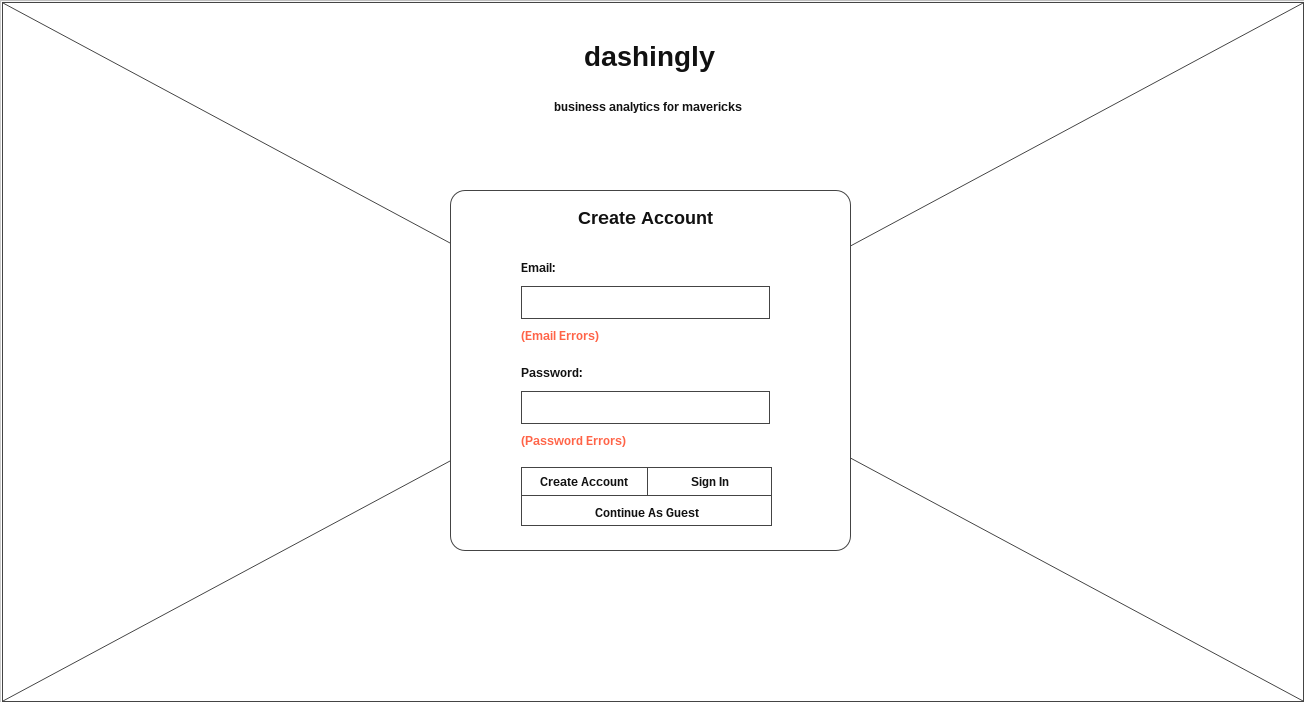 dashingly
business analytics for mavericks
Create Account
Email:
(Email Errors)
Password:
(Password Errors)
Create Account
Sign In
Continue As Guest